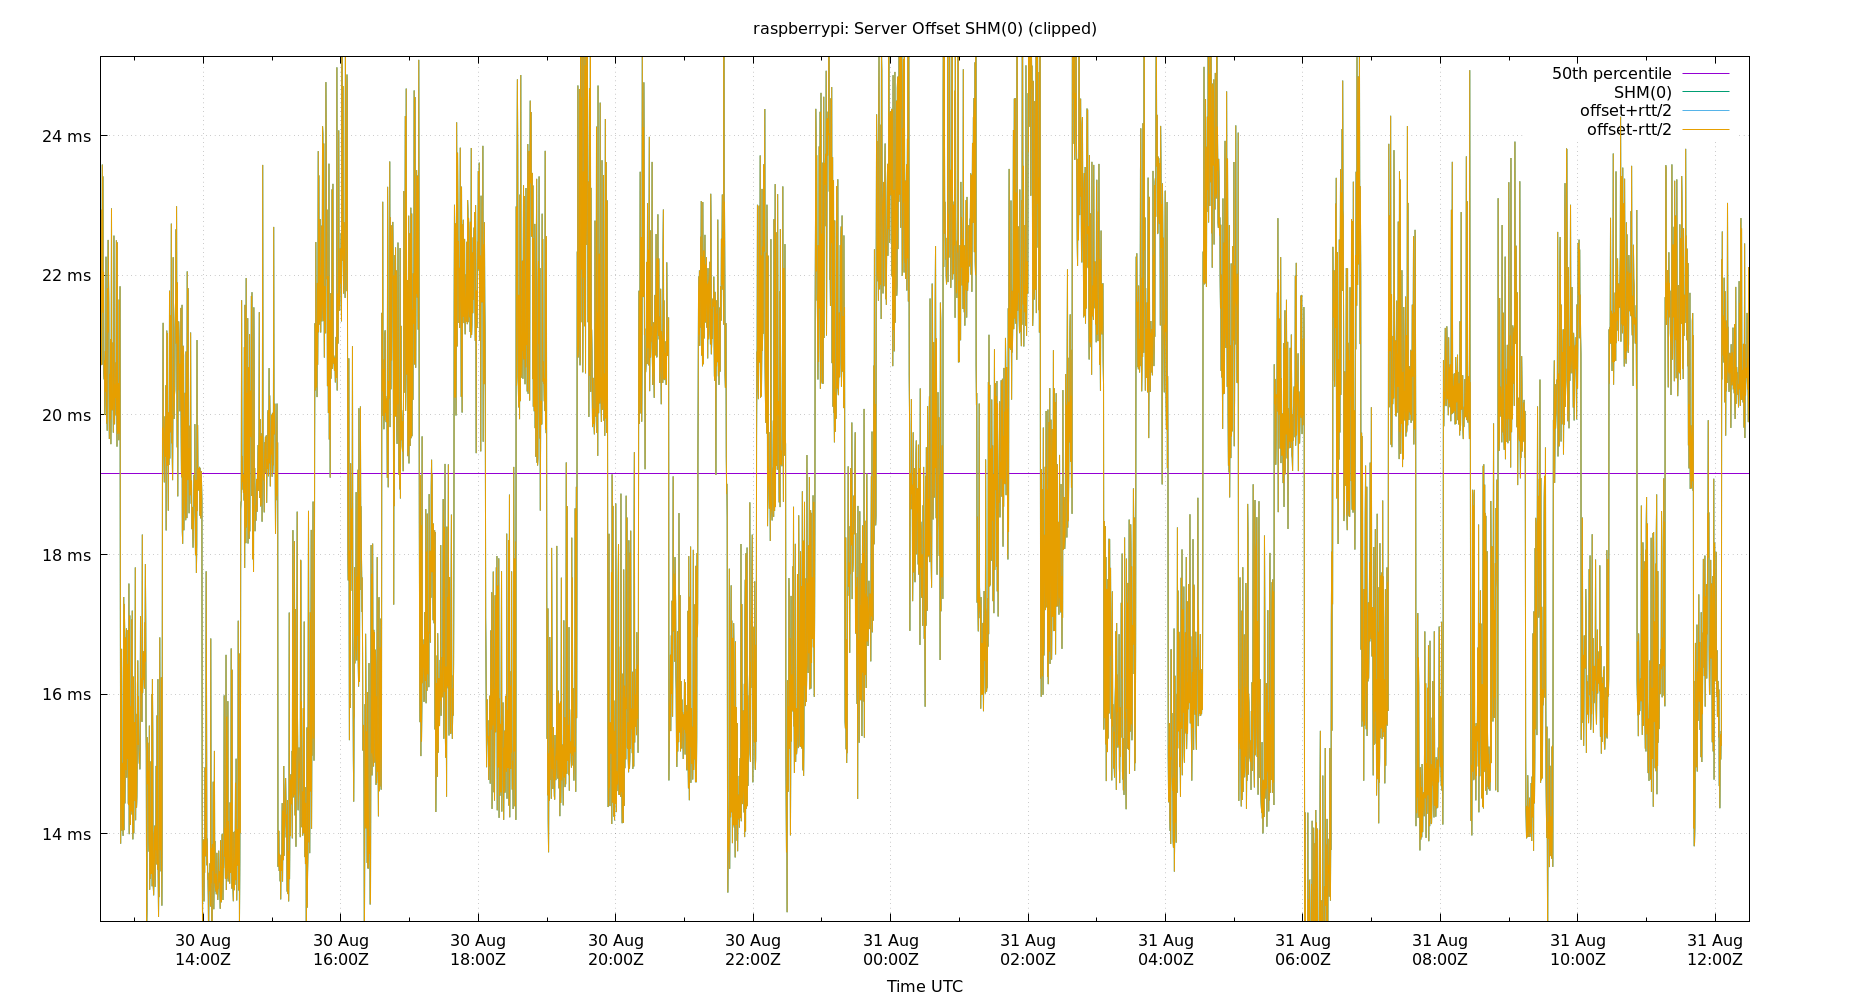 raspberrypi: Server Offset SHM(0) (clipped)
50th percentile
SHM(0)
offset+rtt/2
offset-rtt/2
24 ms
22 ms
20 ms
18 ms
16 ms
14 ms
30 Aug 30 Aug 30 Aug 30 Aug 30 Aug 31 Aug 31 Aug 31 Aug 31 Aug 31 Aug 31 Aug 31 Aug
14:00Z 16:00Z 18:00Z 20:00Z 22:00Z 00:00Z 02:00Z 04:00Z 06:00Z 08:00Z 10:00Z 12:00Z
Time UTC